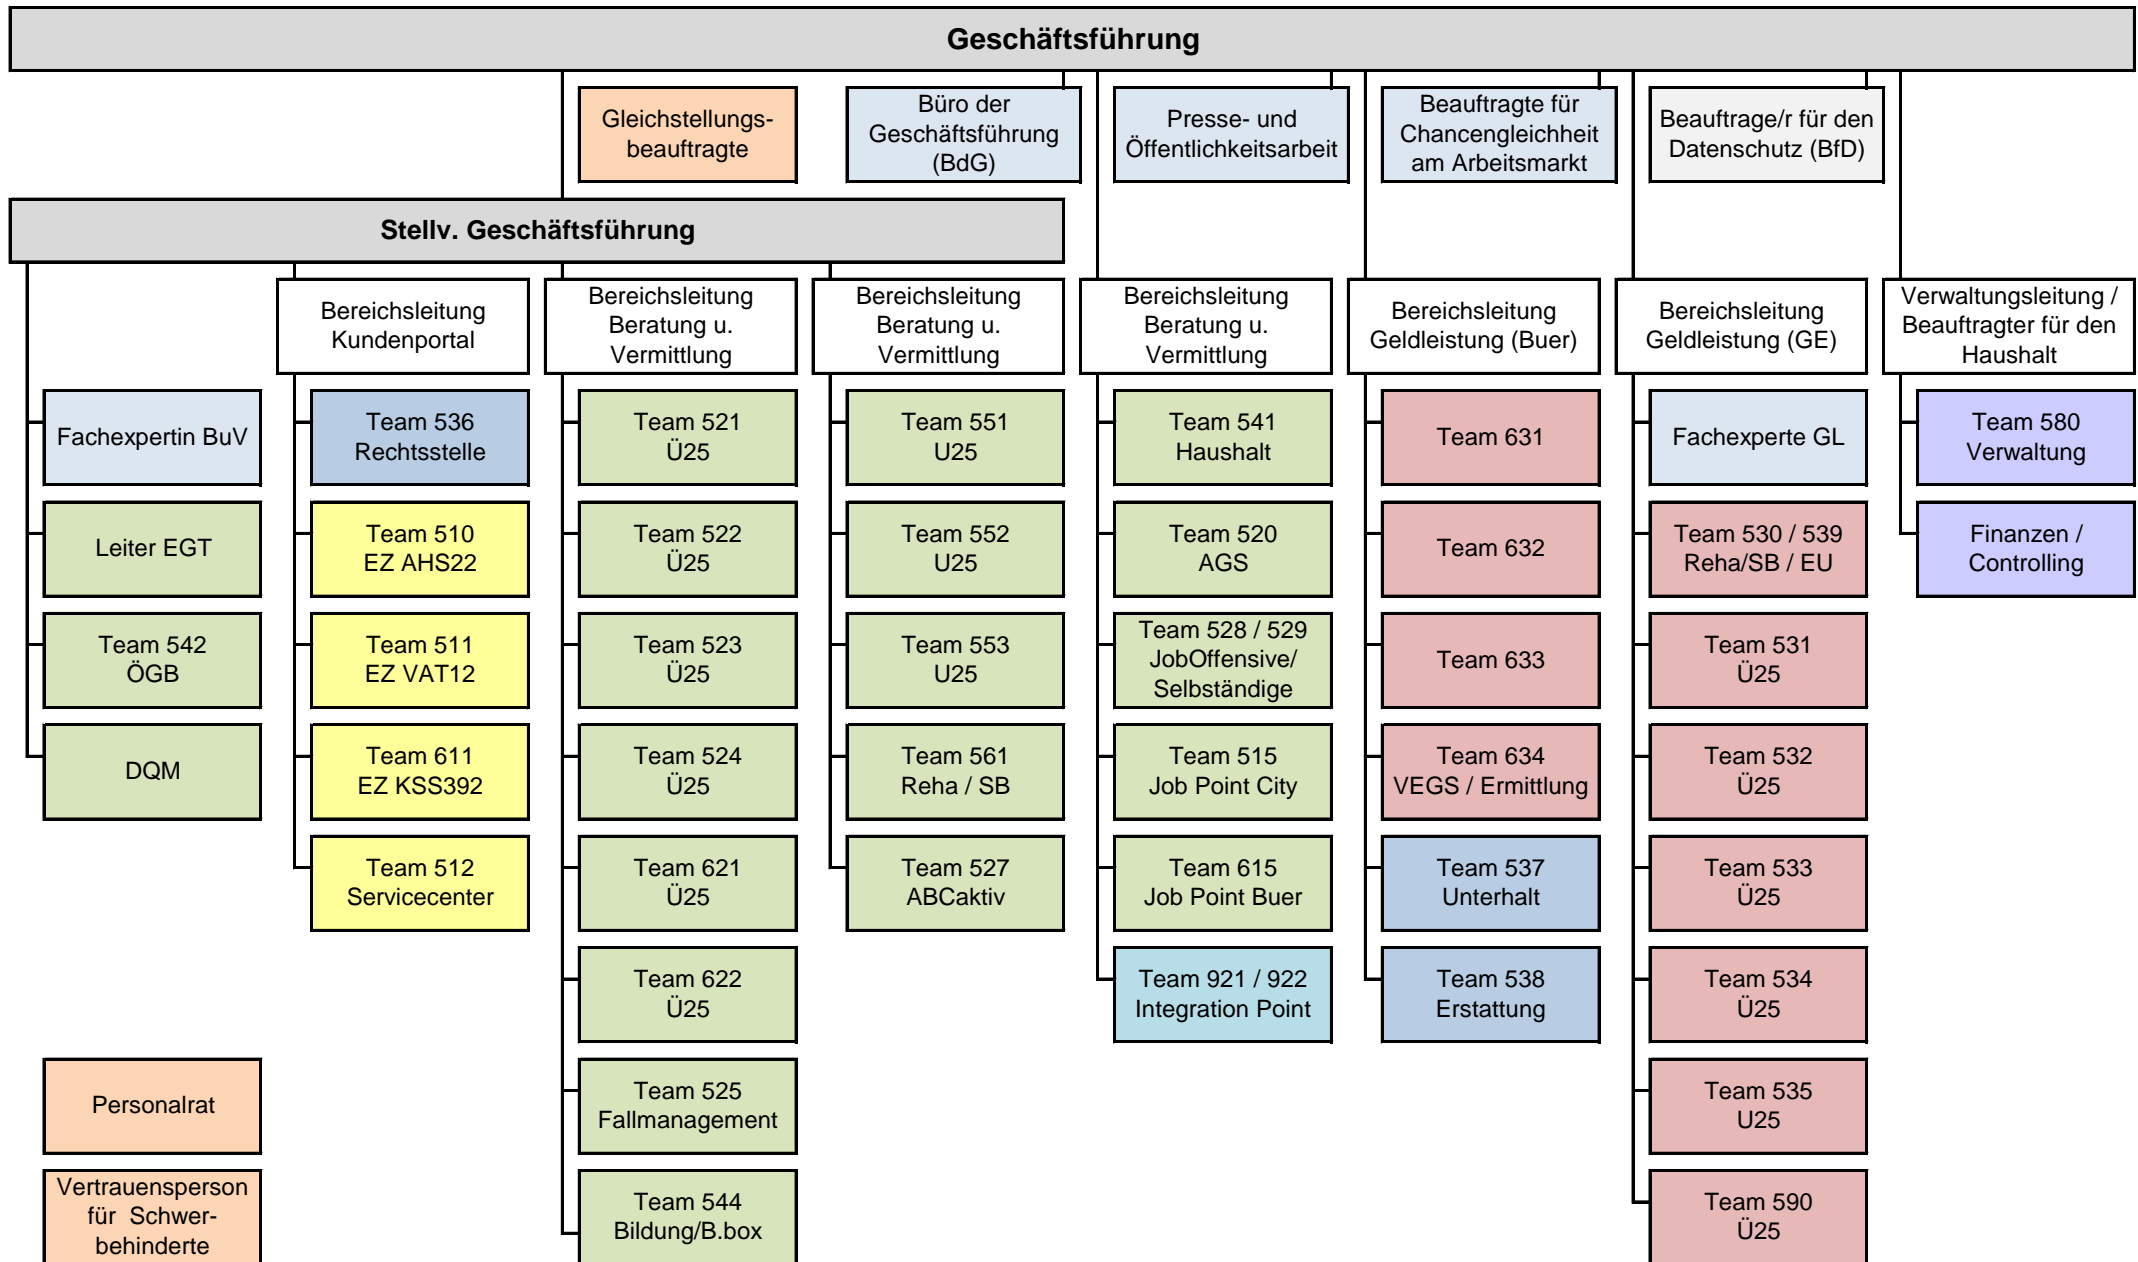 Geschäftsführung
Gleichstellungs-
beauftragte
Büro der
Geschäftsführung
(BdG)
Presse- und
Öffentlichkeitsarbeit
Beauftragte für
Chancengleichheit
am Arbeitsmarkt
Beauftrage/r für den
Datenschutz (BfD)
Stellv. Geschäftsführung
Bereichsleitung
Kundenportal
Bereichsleitung
Beratung u.
Vermittlung
Bereichsleitung
Beratung u.
Vermittlung
Bereichsleitung
Beratung u.
Vermittlung
Bereichsleitung
Geldleistung (Buer)
Bereichsleitung
Geldleistung (GE)
Verwaltungsleitung /
Beauftragter für den
Haushalt
Fachexpertin BuV
Team 536
Rechtsstelle
Team 521
Ü25
Team 551
U25
Team 541
Haushalt
Team 631
Fachexperte GL
Team 580
Verwaltung
Leiter EGT
Team 510
EZ AHS22
Team 522
Ü25
Team 552
U25
Team 520
AGS
Team 632
Team 530 / 539
Reha/SB / EU
Finanzen /
Controlling
Team 542
ÖGB
Team 511
EZ VAT12
Team 523
Ü25
Team 553
U25
Team 528 / 529
JobOffensive/
Selbständige
Team 633
Team 531
Ü25
DQM
Team 611
EZ KSS392
Team 524
Ü25
Team 561
Reha / SB
Team 515
Job Point City
Team 634
VEGS / Ermittlung
Team 532
Ü25
Team 512
Servicecenter
Team 621
Ü25
Team 527
ABCaktiv
Team 615
Job Point Buer
Team 537
Unterhalt
Team 533
Ü25
Team 622
Ü25
Team 921 / 922
Integration Point
Team 538
Erstattung
Team 534
Ü25
Personalrat
Team 525
Fallmanagement
Team 535
U25
Vertrauensperson
für Schwer-
behinderte
Team 544
Bildung/B.box
Team 590
Ü25